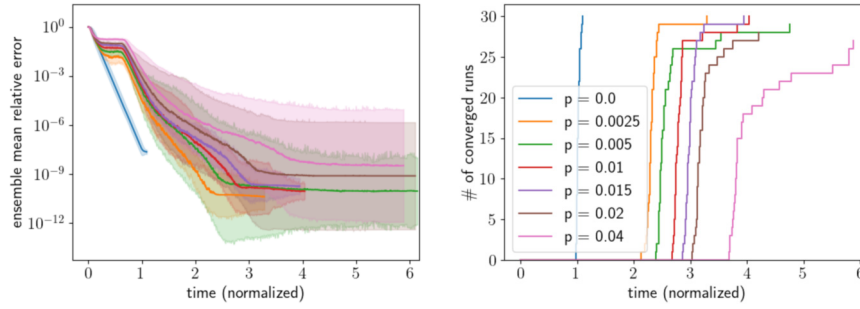 10^0
10^-3
10^-6
10^-9
10^-12
ensemble mean relative error
0 1 2 3 4 5 6
time (normalized)
30
25
20
15
10
5
0
# of converged runs
p = 0.0
p = 0.0025
p = 0.005
p = 0.01
p = 0.015
p = 0.02
p = 0.04
0 1 2 3 4 5 6
time (normalized)